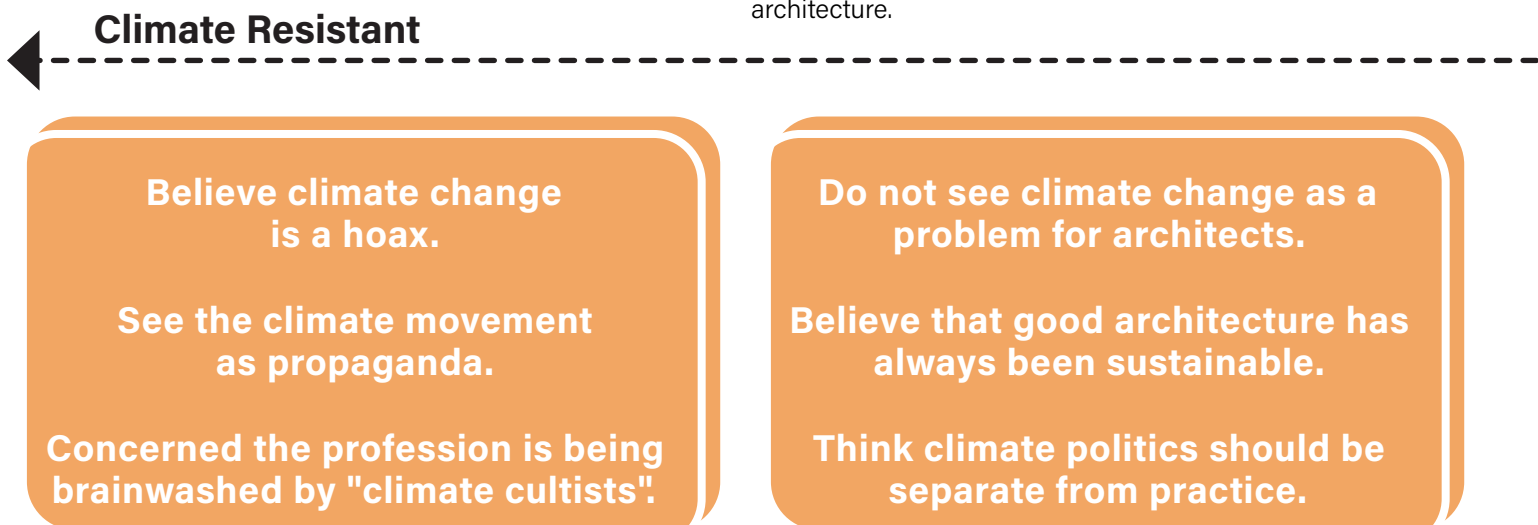 architecture.
Climate Resistant
Believe climate change
is a hoax.
See the climate movement
as propaganda.
Concerned the profession is being
brainwashed by "climate cultists".
Do not see climate change as a
problem for architects.
Believe that good architecture has
always been sustainable.
Think climate politics should be
separate from practice.